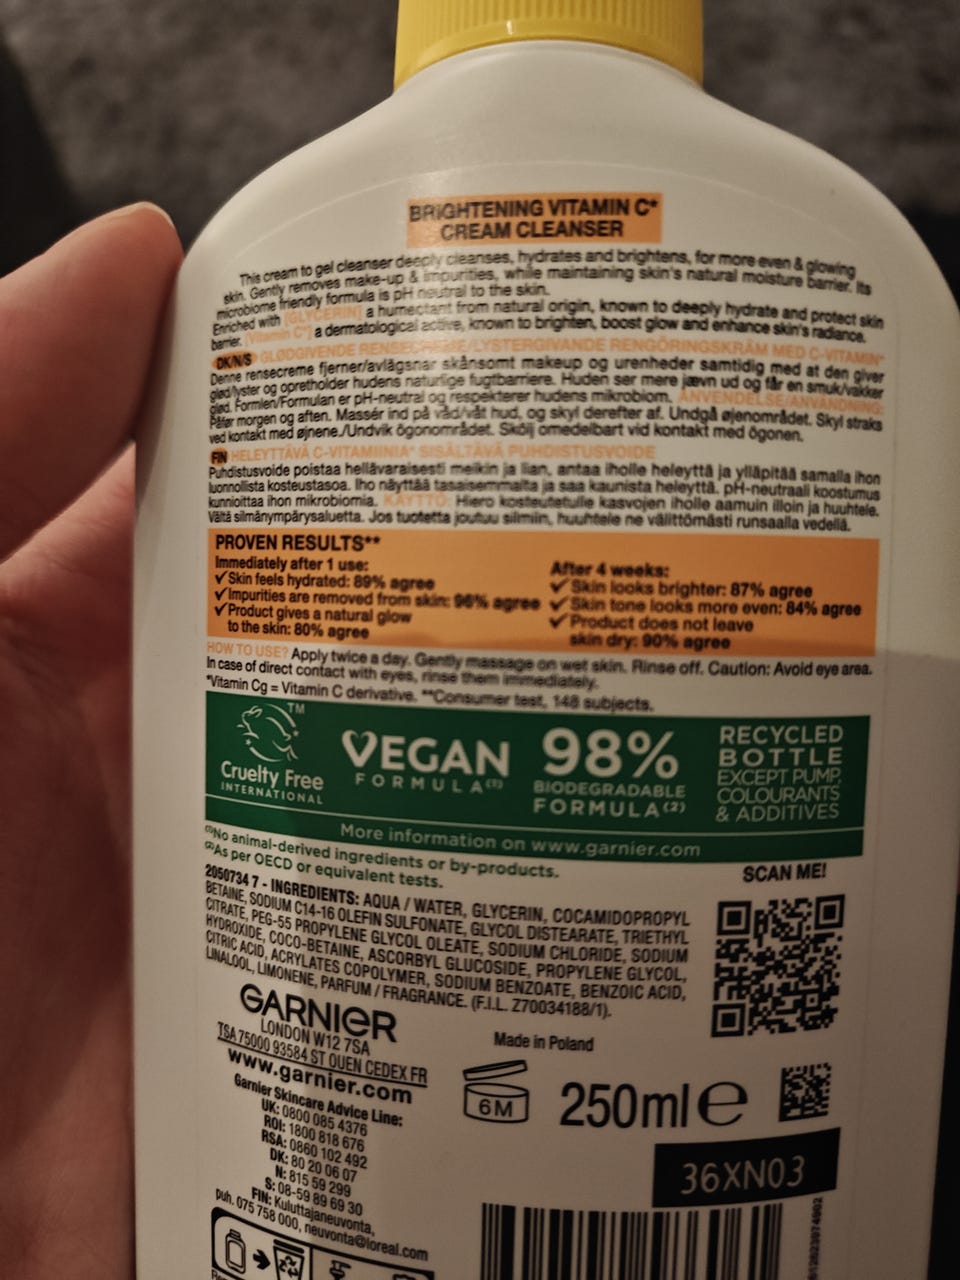 BRIGHTENING VITAMIN C*
CREAM CLEANSER
This cream to gel cleanser deeply cleanses, hydrates and brightens, for more even & glowing
skin. Gently removes make-up & impurities, while maintaining skin's natural moisture barrier. Its
microbiome friendly formula is pH neutral to the skin.
Enriched with [GLYCERIN] a humectant from natural origin, known to deeply hydrate and protect skin
barrier. [Vitamin C*] a dermatological active, known to brighten, boost glow and enhance skin's radiance.
DK/N/S GLØDGIVENDE RENSECREME/LYSTERGIVANDE RENGÖRINGSKRÄM MED C-VITAMIN*
Denne rensecreme fjerner/avlägsnar skånsomt makeup og urenheder samtidig med at den giver
glød/lyster og opretholder hudens naturlige fugtbarriere. Huden ser mere jævn ud og får en smuk/vakker
glød. Formlen/Formulan er pH-neutral og respekterer hudens mikrobiom. ANVENDELSE/ANVÄNDNING:
Påfør morgen og aften. Massér ind på våd/våt hud, og skyl derefter af. Undgå øjenområdet. Skyl straks
ved kontakt med øjnene./Undvik ögonområdet. Skölj omedelbart vid kontakt med ögonen.
FIN HELEYTTÄVÄ C-VITAMIINIA* SISÄLTÄVÄ PUHDISTUSVOIDE
Puhdistusvoide poistaa hellävaraisesti meikin ja lian, antaa iholle heleyttä ja ylläpitää samalla ihon
luonnollista kosteustasoa. Iho näyttää tasaisemmalta ja saa kaunista heleyttä. pH-neutraali koostumus
kunnioittaa ihon mikrobiomia. KÄYTTÖ: Hiero kosteutetulle kasvojen iholle aamuin illoin ja huuhtele.
Vältä silmänympärysaluetta. Jos tuotetta joutuu silmiin, huuhtele ne välittömästi runsaalla vedellä.
PROVEN RESULTS**
Immediately after 1 use:
✓Skin feels hydrated: 89% agree
✓Impurities are removed from skin: 96% agree
✓Product gives a natural glow
to the skin: 80% agree
After 4 weeks:
✓Skin looks brighter: 87% agree
✓Skin tone looks more even: 84% agree
✓Product does not leave
skin dry: 90% agree
HOW TO USE? Apply twice a day. Gently massage on wet skin. Rinse off. Caution: Avoid eye area.
In case of direct contact with eyes, rinse them immediately.
*Vitamin Cg = Vitamin C derivative. **Consumer test, 148 subjects.
TM
Cruelty Free
INTERNATIONAL
VEGAN
FORMULA(1)
98%
BIODEGRADABLE
FORMULA(2)
RECYCLED
BOTTLE
EXCEPT PUMP,
COLOURANTS
& ADDITIVES
More information on www.garnier.com
(1)No animal-derived ingredients or by-products.
(2)As per OECD or equivalent tests.
SCAN ME!
2050734 7 - INGREDIENTS: AQUA / WATER, GLYCERIN, COCAMIDOPROPYL
BETAINE, SODIUM C14-16 OLEFIN SULFONATE, GLYCOL DISTEARATE, TRIETHYL
CITRATE, PEG-55 PROPYLENE GLYCOL OLEATE, SODIUM CHLORIDE, SODIUM
HYDROXIDE, COCO-BETAINE, ASCORBYL GLUCOSIDE, PROPYLENE GLYCOL,
CITRIC ACID, ACRYLATES COPOLYMER, SODIUM BENZOATE, BENZOIC ACID,
LINALOOL, LIMONENE, PARFUM / FRAGRANCE. (F.I.L. Z70034188/1).
GARNIER
LONDON W12 7SA
TSA 75000 93584 ST OUEN CEDEX FR
www.garnier.com
Garnier Skincare Advice Line:
UK: 0800 085 4376
ROI: 1800 818 676
RSA: 0860 102 492
DK: 80 20 06 07
N: 815 59 299
S: 08-59 89 69 30
FIN: Kuluttajaneuvonta,
puh. 075 758 000, neuvonta@loreal.com
Made in Poland
6M
250ml e
36XN03